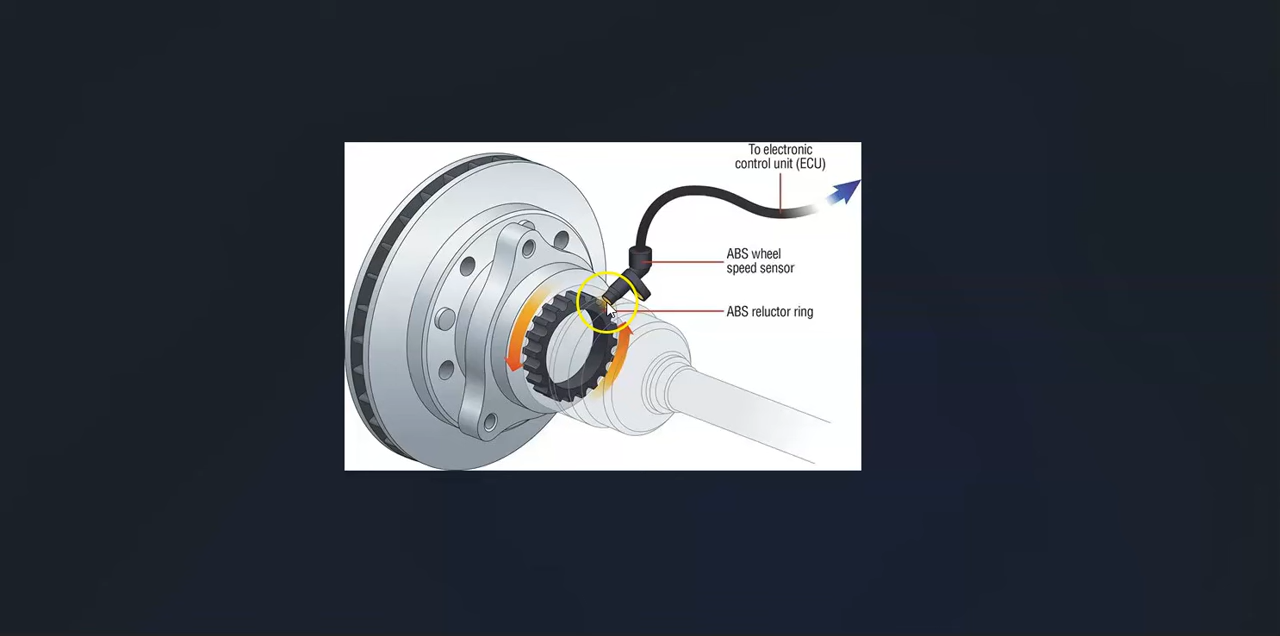 To electronic
control unit (ECU)
ABS wheel
speed sensor
ABS reluctor ring